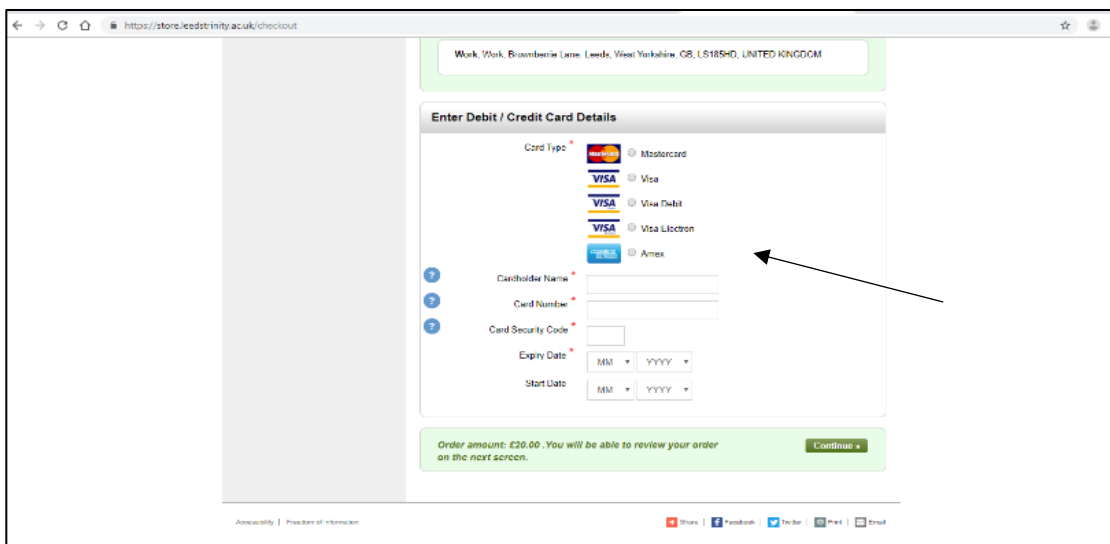 https://store.leedstrinity.ac.uk/checkout
Work, Work, Brownberrie Lane, Leeds, West Yorkshire, GB, LS185HD, UNITED KINGDOM
Enter Debit / Credit Card Details
Card Type *
MasterCard Mastercard
VISA Visa
VISA Visa Debit
VISA Visa Electron
Amex
? Cardholder Name *
? Card Number *
? Card Security Code *
Expiry Date * MM YYYY
Start Date MM YYYY
Order amount: £20.00 .You will be able to review your order
on the next screen.
Continue »
Accessibility | Freedom of Information
Share | Facebook | Twitter | Print | Email